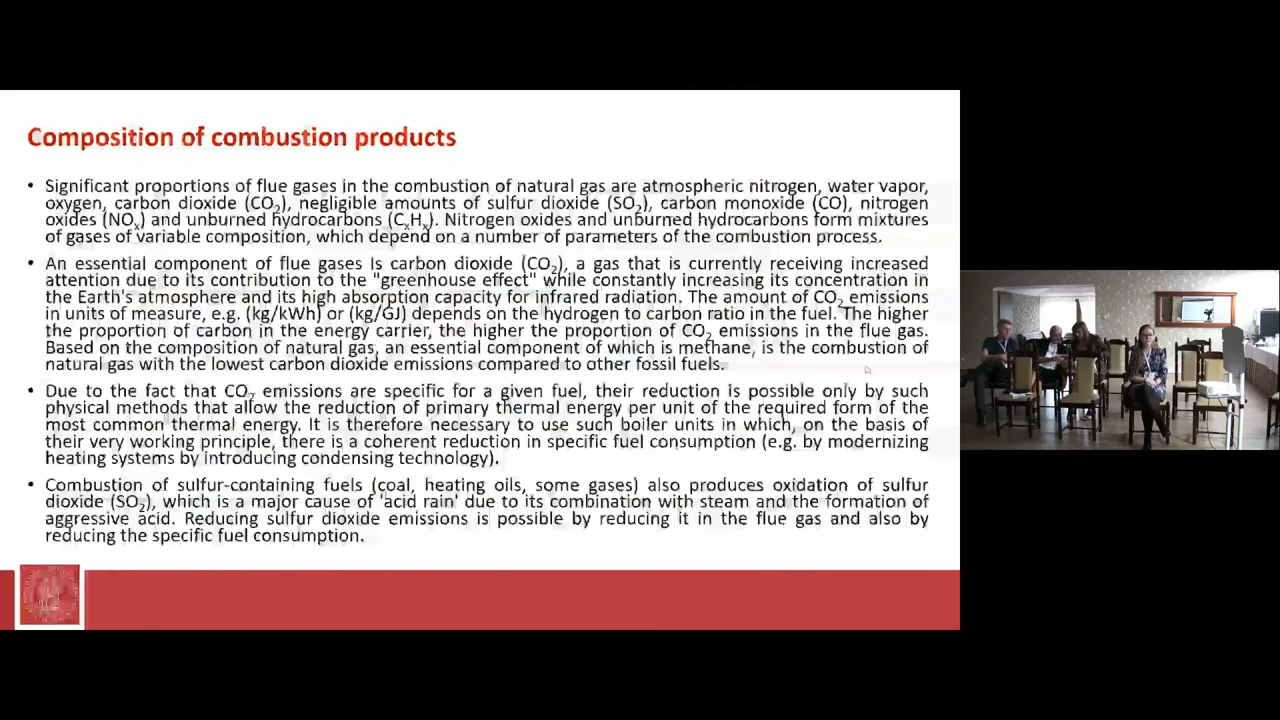 Composition of combustion products
• Significant proportions of flue gases in the combustion of natural gas are atmospheric nitrogen, water vapor,
oxygen, carbon dioxide (CO₂), negligible amounts of sulfur dioxide (SO₂), carbon monoxide (CO), nitrogen
oxides (NOₓ) and unburned hydrocarbons (CₓHₓ). Nitrogen oxides and unburned hydrocarbons form mixtures
of gases of variable composition, which depend on a number of parameters of the combustion process.
• An essential component of flue gases is carbon dioxide (CO₂), a gas that is currently receiving increased
attention due to its contribution to the "greenhouse effect" while constantly increasing its concentration in
the Earth's atmosphere and its high absorption capacity for infrared radiation. The amount of CO₂ emissions
in units of measure, e.g. (kg/kWh) or (kg/GJ) depends on the hydrogen to carbon ratio in the fuel. The higher
the proportion of carbon in the energy carrier, the higher the proportion of CO₂ emissions in the flue gas.
Based on the composition of natural gas, an essential component of which is methane, is the combustion of
natural gas with the lowest carbon dioxide emissions compared to other fossil fuels.
• Due to the fact that CO₂ emissions are specific for a given fuel, their reduction is possible only by such
physical methods that allow the reduction of primary thermal energy per unit of the required form of the
most common thermal energy. It is therefore necessary to use such boiler units in which, on the basis of
their very working principle, there is a coherent reduction in specific fuel consumption (e.g. by modernizing
heating systems by introducing condensing technology).
• Combustion of sulfur-containing fuels (coal, heating oils, some gases) also produces oxidation of sulfur
dioxide (SO₂), which is a major cause of 'acid rain' due to its combination with steam and the formation of
aggressive acid. Reducing sulfur dioxide emissions is possible by reducing it in the flue gas and also by
reducing the specific fuel consumption.